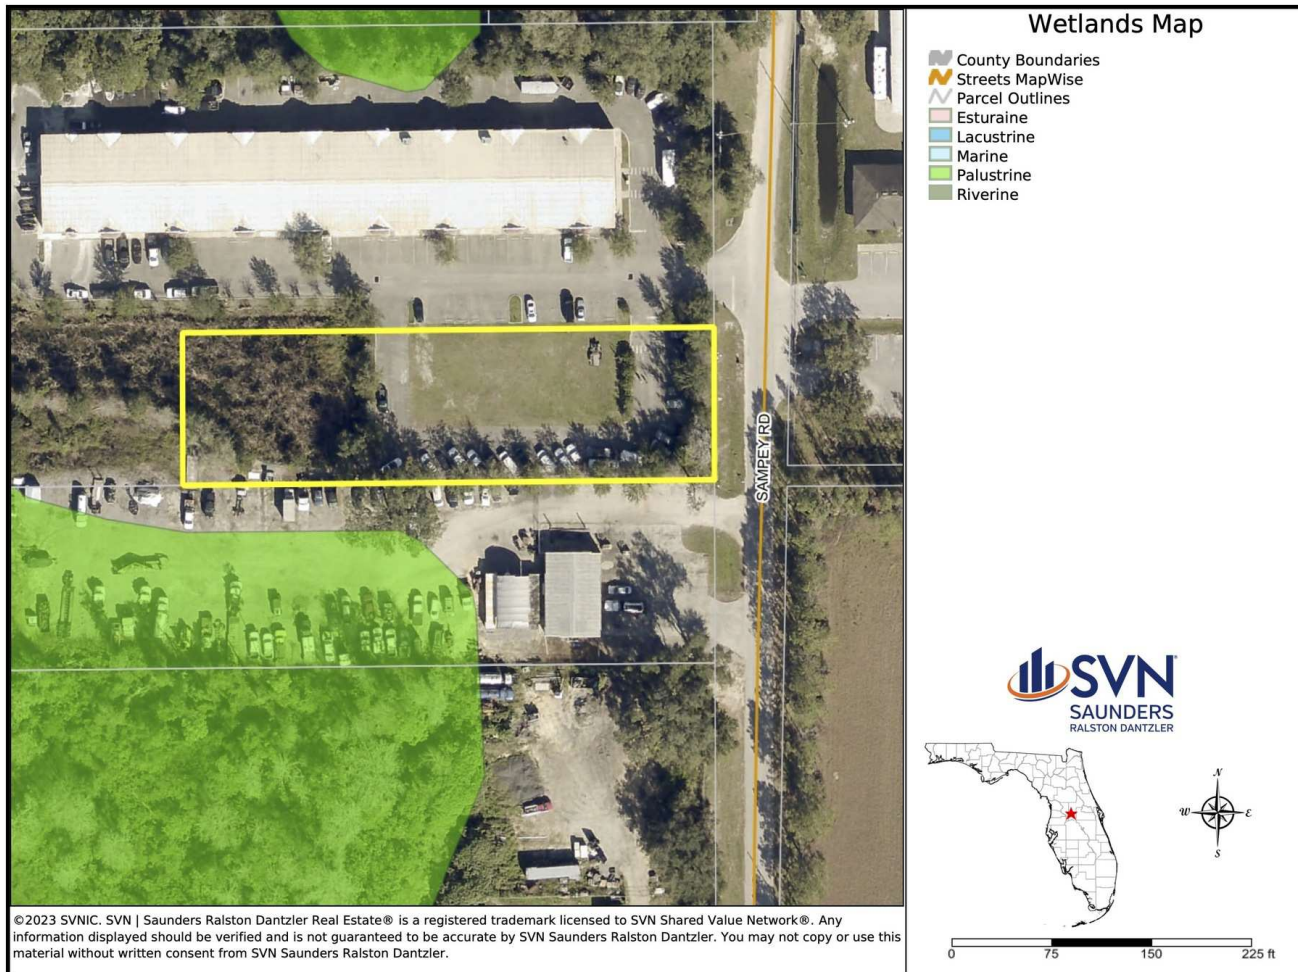 Wetlands Map
County Boundaries
Streets MapWise
Parcel Outlines
Esturaine
Lacustrine
Marine
Palustrine
Riverine
SAMPEY RD
SVN®
SAUNDERS
RALSTON DANTZLER
N
W E
S
0 75 150 225 ft
©2023 SVNIC. SVN | Saunders Ralston Dantzler Real Estate® is a registered trademark licensed to SVN Shared Value Network®. Any
information displayed should be verified and is not guaranteed to be accurate by SVN Saunders Ralston Dantzler. You may not copy or use this
material without written consent from SVN Saunders Ralston Dantzler.